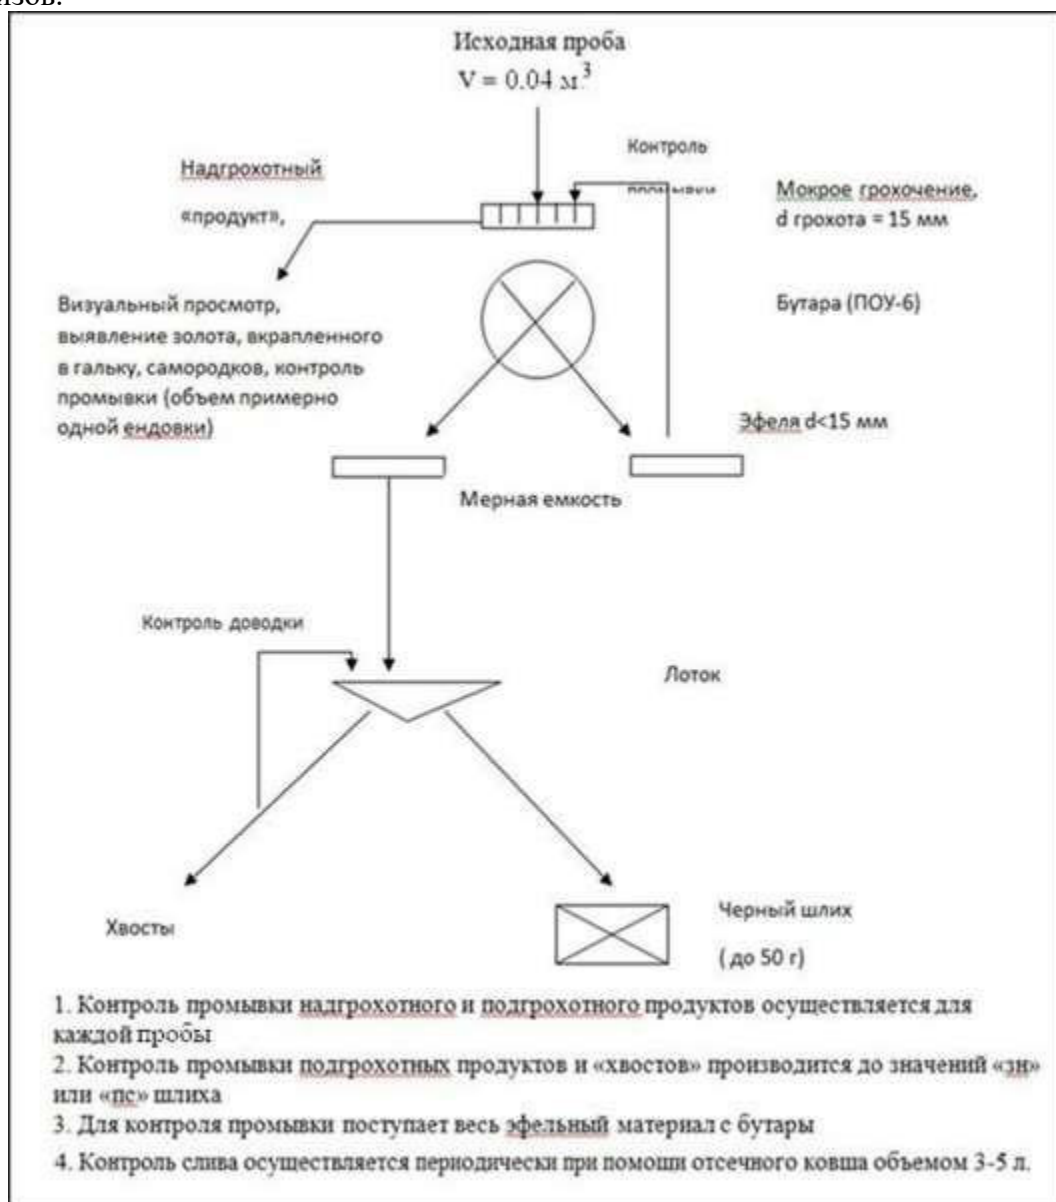 Исходная проба
V = 0.04 м.3
Контроль
промывки
Надгрохотный
«продукт»,
Мокрое грохочение,
d грохота = 15 мм
Визуальный просмотр,
выявление золота, вкрапленного
в гальку, самородков, контроль
промывки (объем примерно
одной ендовки)
Бутара (ПОУ-6)
Эфеля d<15 мм
Мерная емкость
Контроль доводки
Лоток
Хвосты
Черный шлих
( до 50 г)
1. Контроль промывки надгрохотного и подгрохотного продуктов осуществляется для
каждой пробы
2. Контроль промывки подгрохотных продуктов и «хвостов» производится до значений «зн»
или «пс» шлиха
3. Для контроля промывки поступает весь эфельный материал с бутары
4. Контроль слива осуществляется периодически при помощи отсечного ковша объемом 3-5 л.